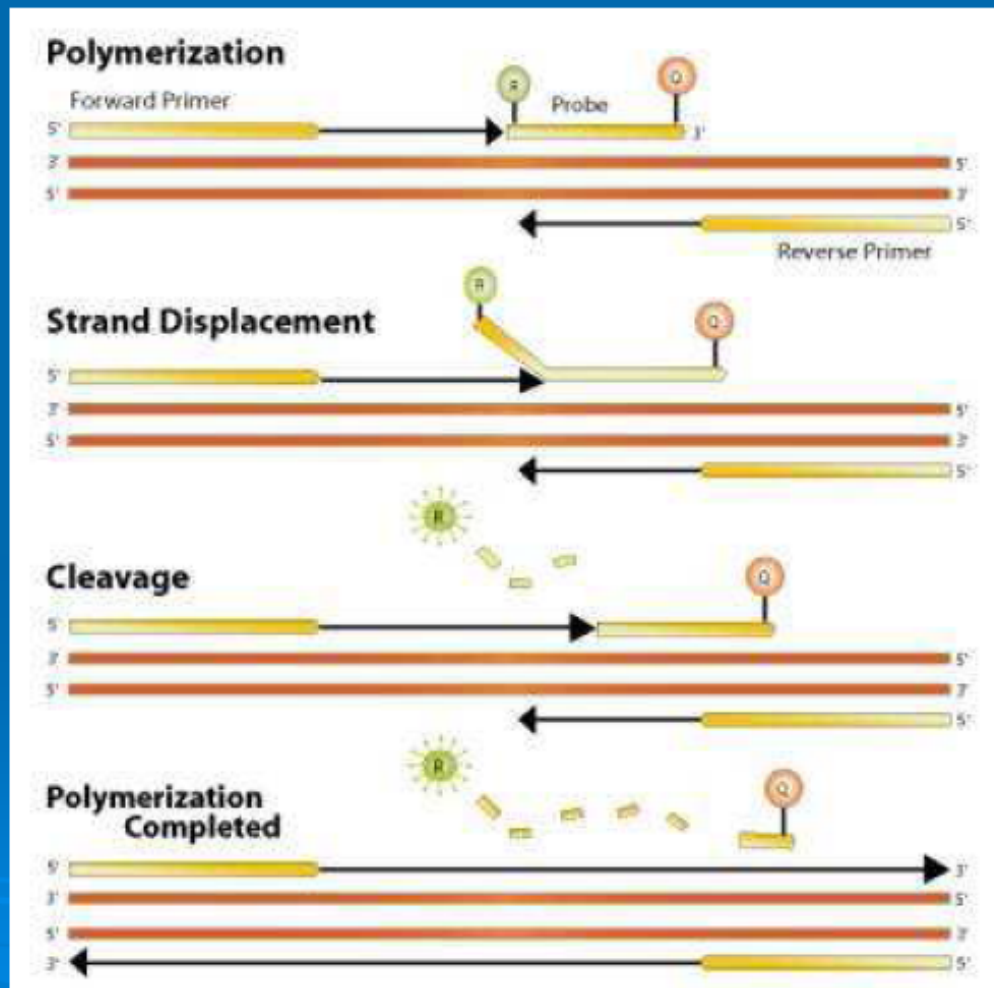 Polymerization
R Q
Forward Primer Probe
5' 3'
3' 5'
5' 3'
5'
Reverse Primer
R
Strand Displacement Q
5'
3' 5'
5' 3'
5'
R
Cleavage Q
5'
3' 5'
5' 3'
5'
R
Polymerization Q
Completed
5' 3'
3' 5'
5' 3'
3' 5'